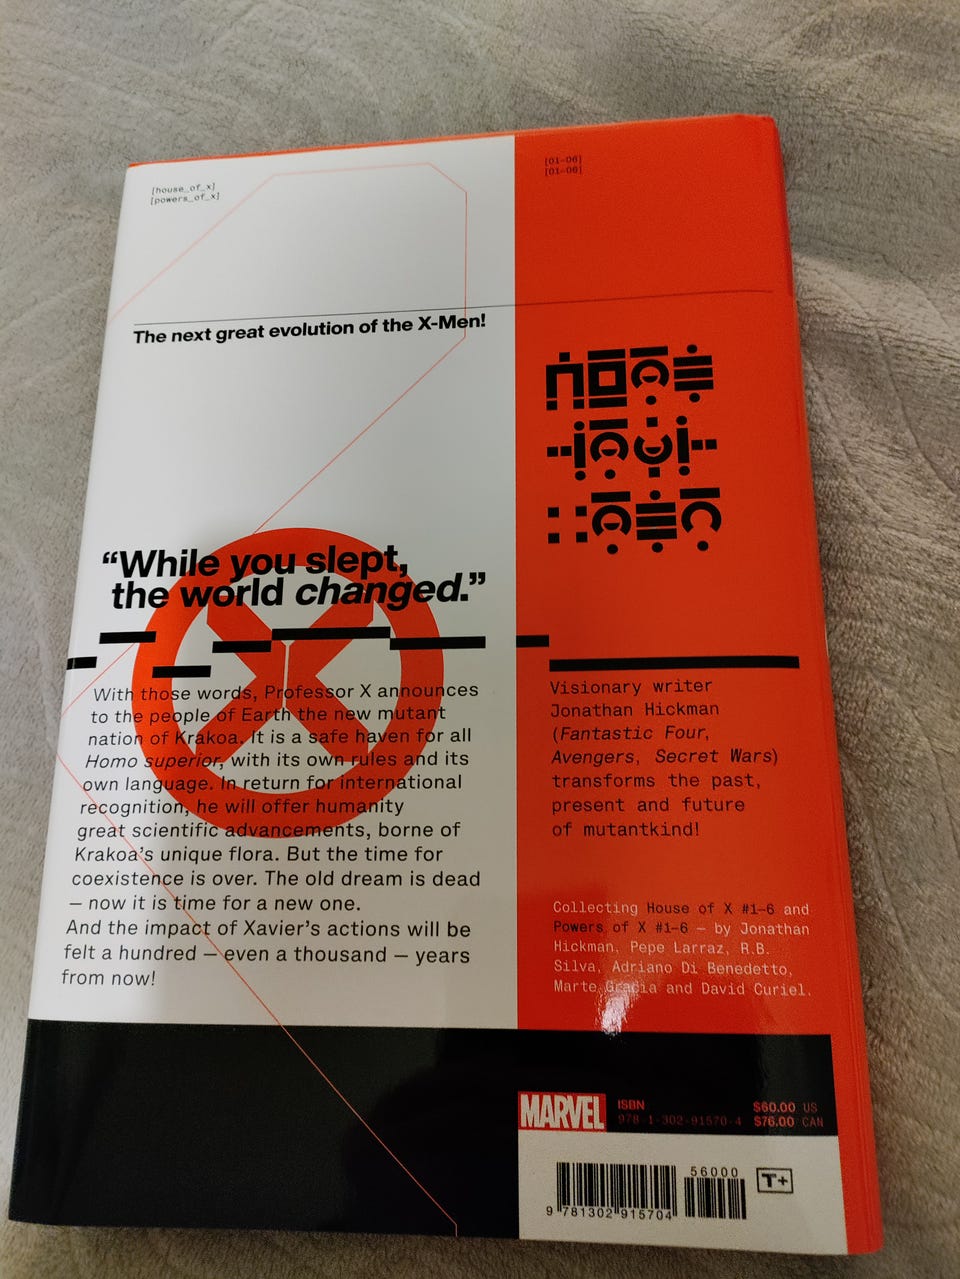 [house_of_x]
[powers_of_x]
[01-06]
[01-06]
The next great evolution of the X-Men!
“While you slept,
the world changed.”
With those words, Professor X announces
to the people of Earth the new mutant
nation of Krakoa. It is a safe haven for all
Homo superior, with its own rules and its
own language. In return for international
recognition, he will offer humanity
great scientific advancements, borne of
Krakoa’s unique flora. But the time for
coexistence is over. The old dream is dead
— now it is time for a new one.
And the impact of Xavier’s actions will be
felt a hundred — even a thousand — years
from now!
Visionary writer
Jonathan Hickman
(Fantastic Four,
Avengers, Secret Wars)
transforms the past,
present and future
of mutantkind!
Collecting House of X #1–6 and
Powers of X #1–6 — by Jonathan
Hickman, Pepe Larraz, R.B.
Silva, Adriano Di Benedetto,
Marte Gracia and David Curiel.
MARVEL
ISBN
978-1-302-91570-4
$60.00 US
$76.00 CAN
56000
T+
9 781302 915704